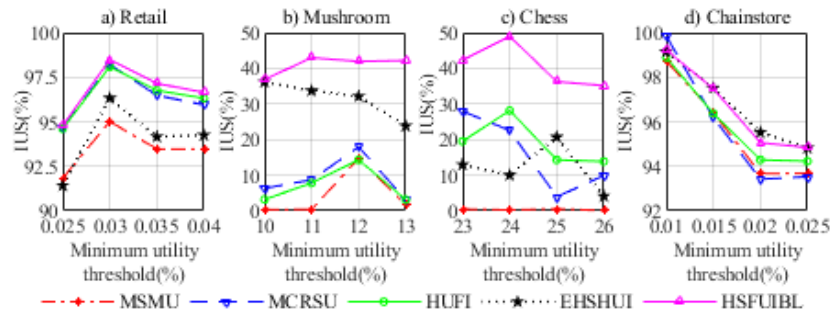 a) Retail
b) Mushroom
c) Chess
d) Chainstore
IUS(%)
100
97.5
95
92.5
90
0.025
0.03
0.035
0.04
Minimum utility
threshold(%)
IUS(%)
50
40
30
20
10
0
10
11
12
13
Minimum utility
threshold(%)
IUS(%)
50
40
30
20
10
0
23
24
25
26
Minimum utility
threshold(%)
IUS(%)
100
98
96
94
92
0.01
0.015
0.02
0.025
Minimum utility
threshold(%)
MSMU
MCRSU
HUFI
EHSHUI
HSFUIBL